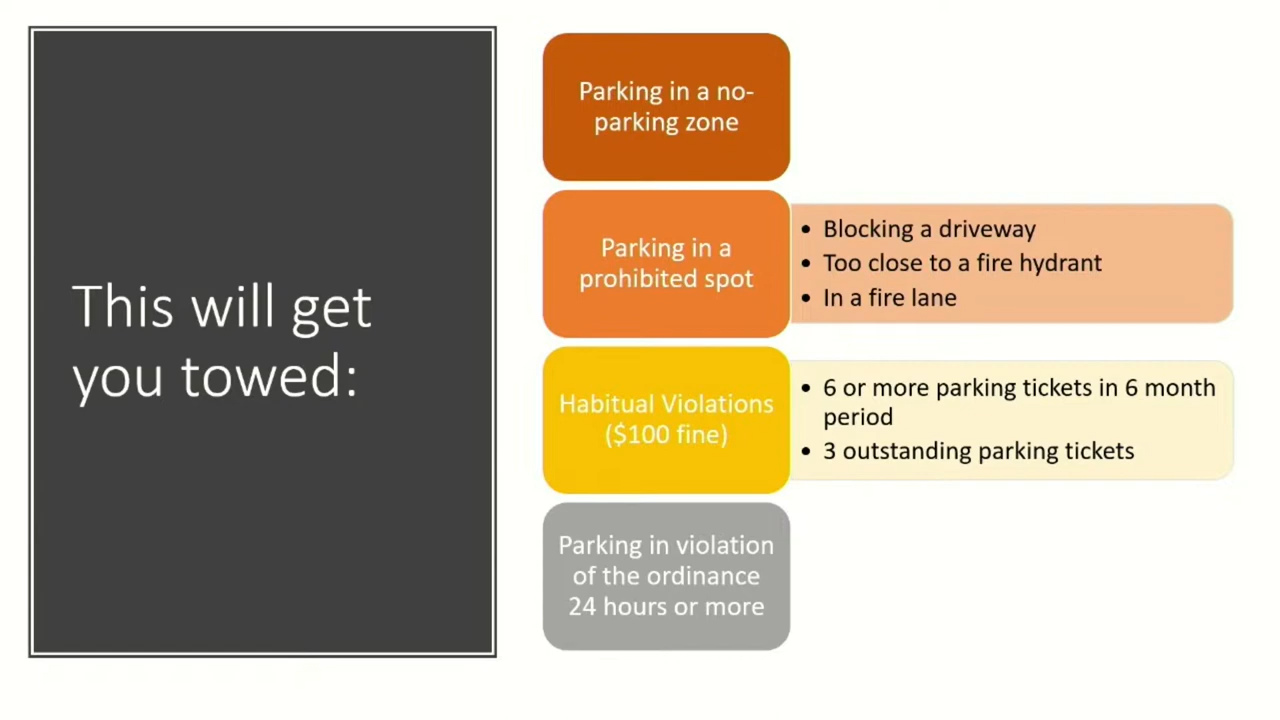 This will get
you towed:
Parking in a no-
parking zone
Parking in a
prohibited spot
• Blocking a driveway
• Too close to a fire hydrant
• In a fire lane
Habitual Violations
($100 fine)
• 6 or more parking tickets in 6 month
period
• 3 outstanding parking tickets
Parking in violation
of the ordinance
24 hours or more